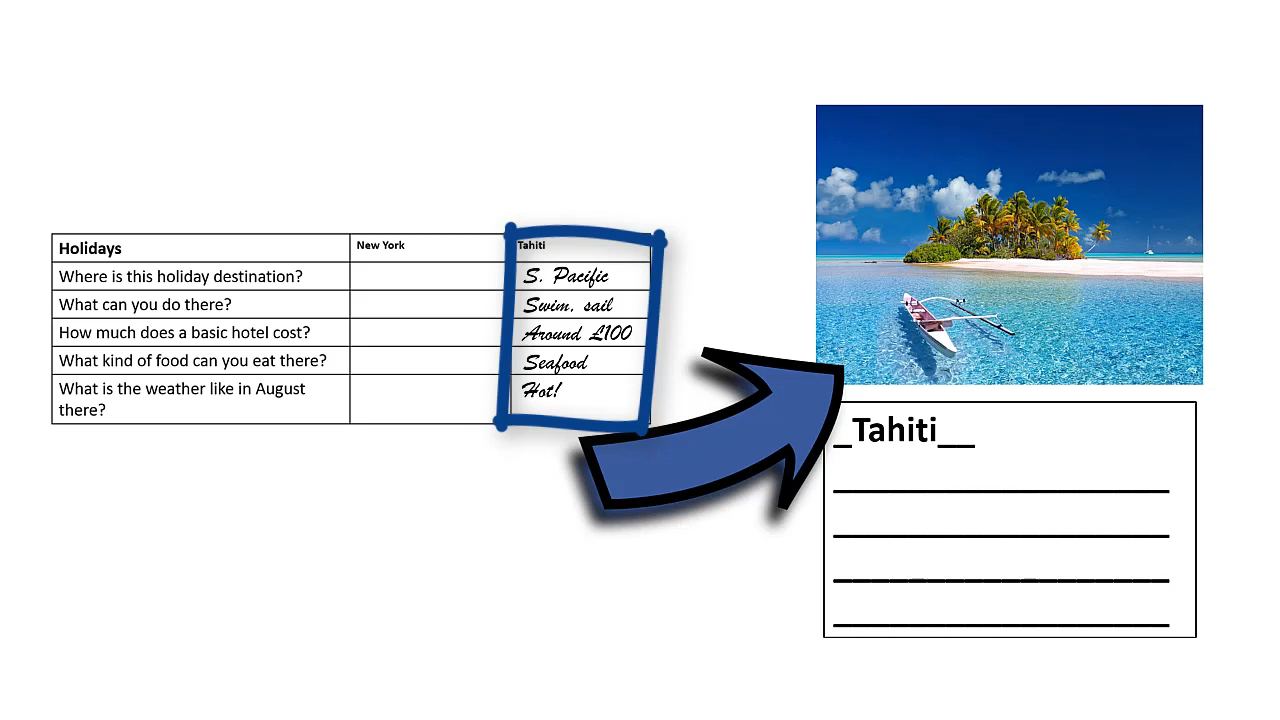 Holidays New York Tahiti
Where is this holiday destination? S. Pacific
What can you do there? Swim, sail
How much does a basic hotel cost? Around £100
What kind of food can you eat there? Seafood
What is the weather like in August Hot!
there?
_Tahiti__